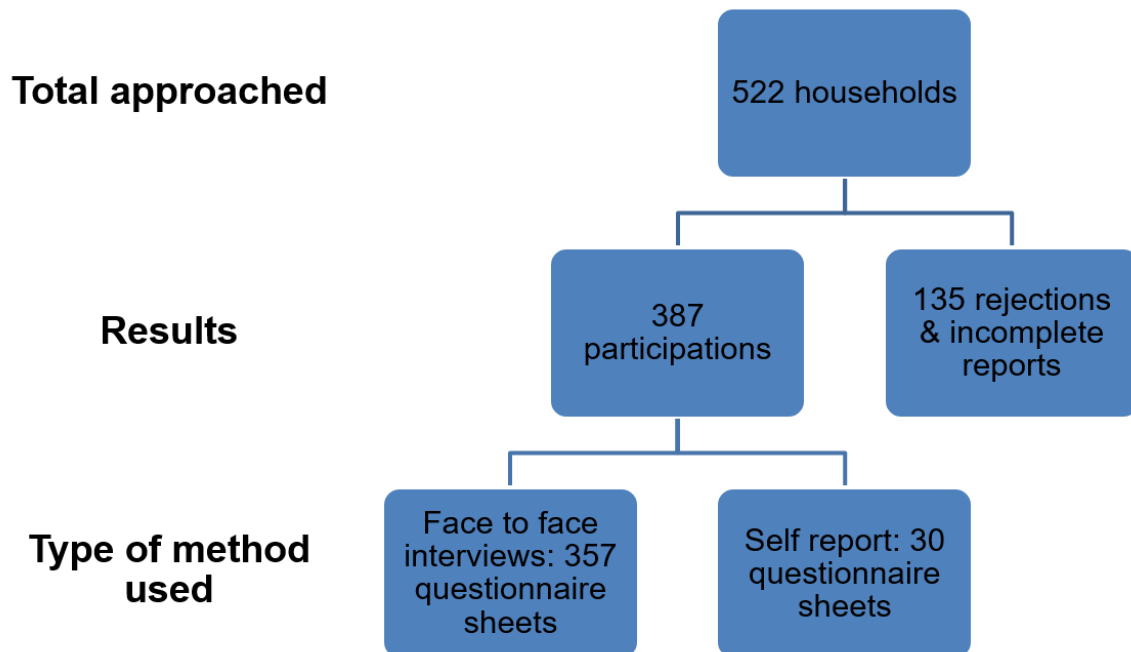 Total approached
522 households
Results
387
participations
135 rejections
& incomplete
reports
Type of method
used
Face to face
interviews: 357
questionnaire
sheets
Self report: 30
questionnaire
sheets